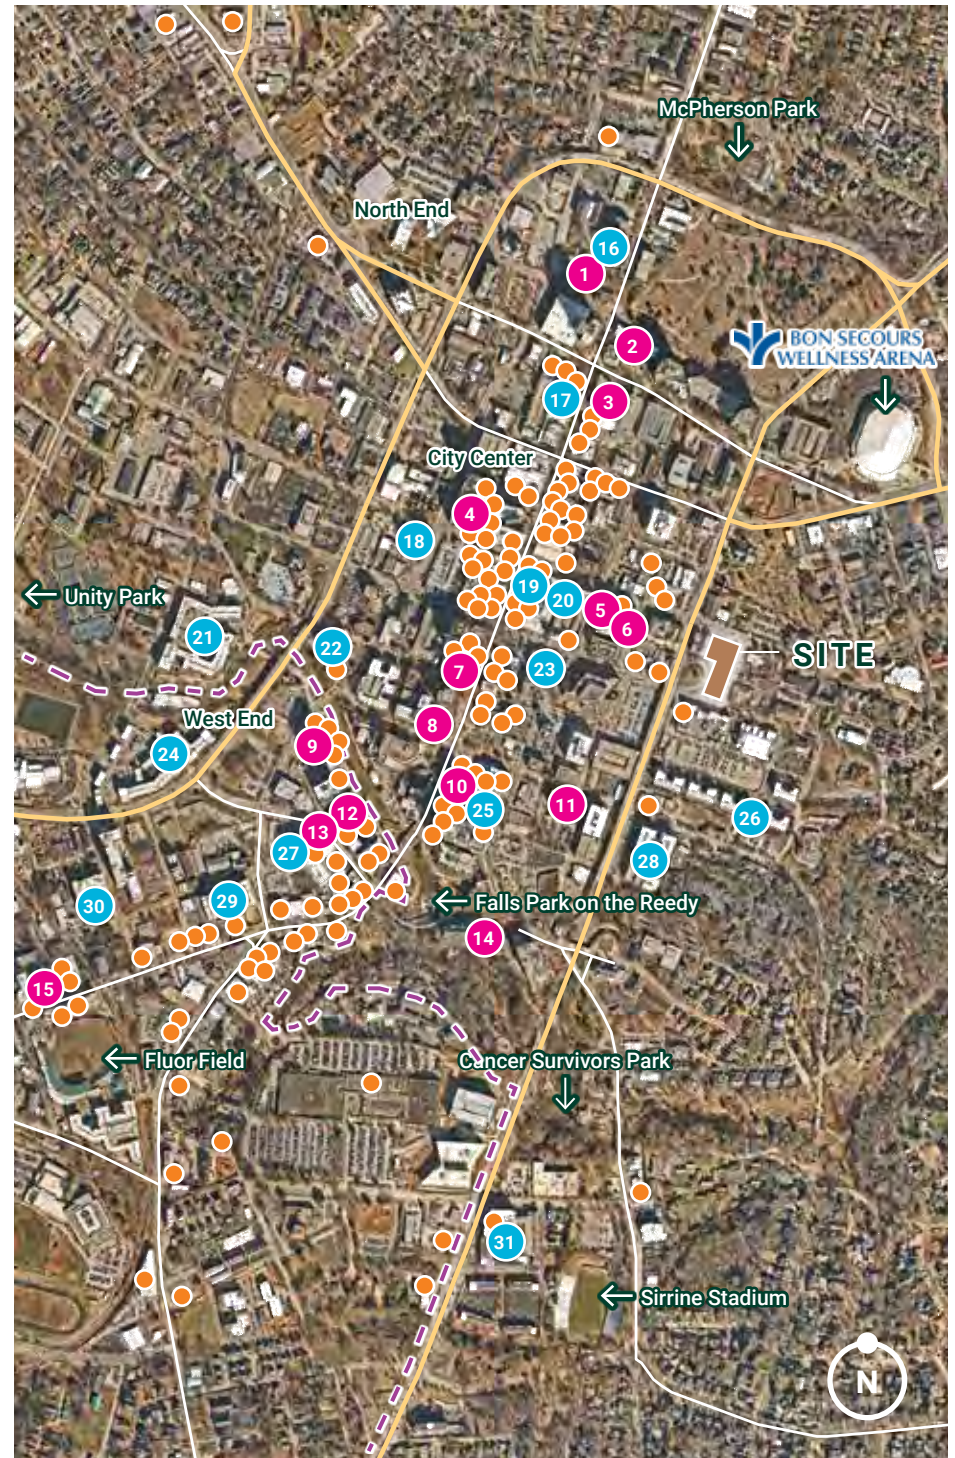 McPherson Park
North End
16
1
2
BON SECOURS
WELLNESS ARENA
17
3
City Center
4
18
19
20
5
6
Unity Park
21
22
7
23
SITE
West End
8
9
24
10
25
11
12
13
26
27
28
30
29
Falls Park on the Reedy
14
15
Fluor Field
Cancer Survivors Park
31
Sirrine Stadium
N